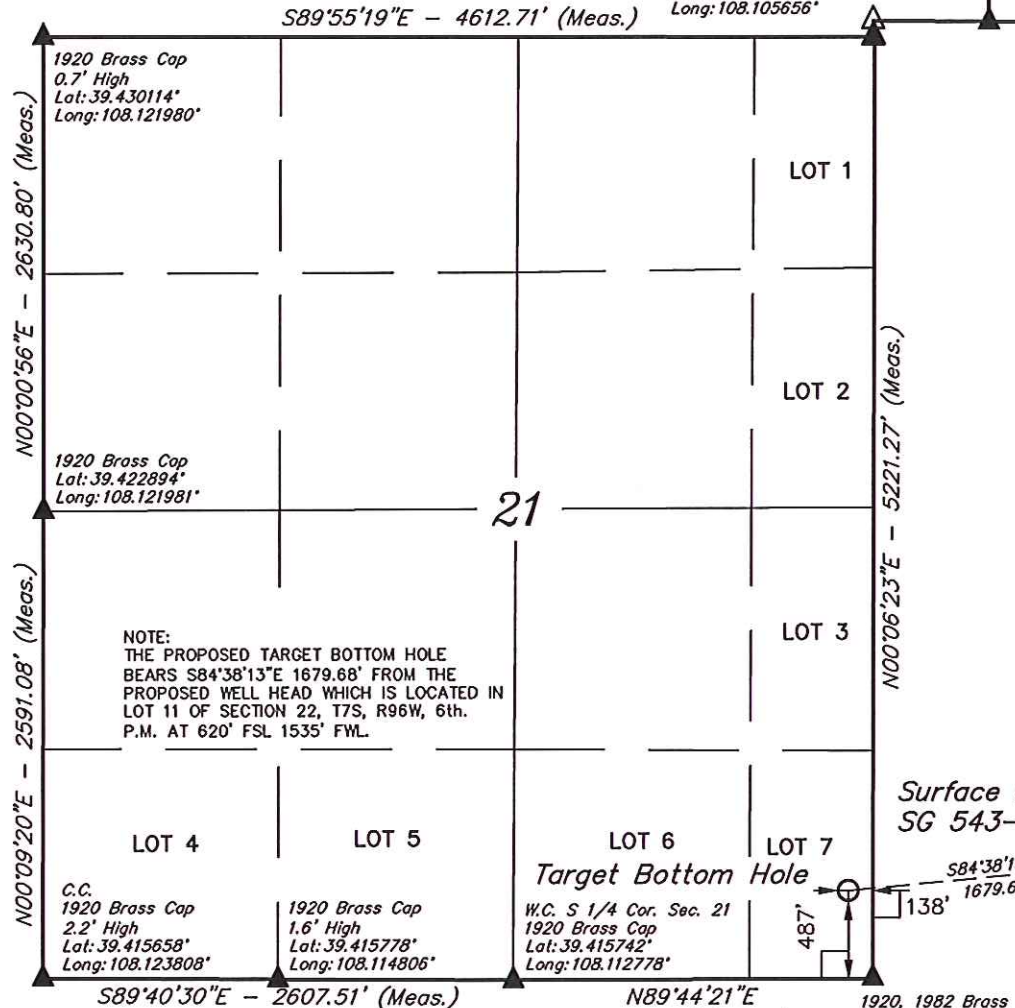 S89°55'19"E - 4612.71' (Meas.)
Long: 108.105656°
1920 Brass Cap
0.7' High
Lat: 39.430114°
Long: 108.121980°
N00°00'56"E - 2630.80' (Meas.)
LOT 1
LOT 2
1920 Brass Cap
Lat: 39.422894°
Long: 108.121981°
21
N00°06'23"E - 5221.27' (Meas.)
N00°09'20"E - 2591.08' (Meas.)
NOTE:
THE PROPOSED TARGET BOTTOM HOLE
BEARS S84°38'13"E 1679.68' FROM THE
PROPOSED WELL HEAD WHICH IS LOCATED IN
LOT 11 OF SECTION 22, T7S, R96W, 6th.
P.M. AT 620' FSL 1535' FWL.
LOT 3
Surface
SG 543-
LOT 4
LOT 5
LOT 6
LOT 7
Target Bottom Hole
S84°38'1
1679.6
138'
487'
C.C.
1920 Brass Cap
2.2' High
Lat: 39.415658°
Long: 108.123808°
1920 Brass Cap
1.6' High
Lat: 39.415778°
Long: 108.114806°
W.C. S 1/4 Cor. Sec. 21
1920 Brass Cap
Lat: 39.415742°
Long: 108.112778°
S89°40'30"E - 2607.51' (Meas.)
N89°44'21"E
1920, 1982 Brass